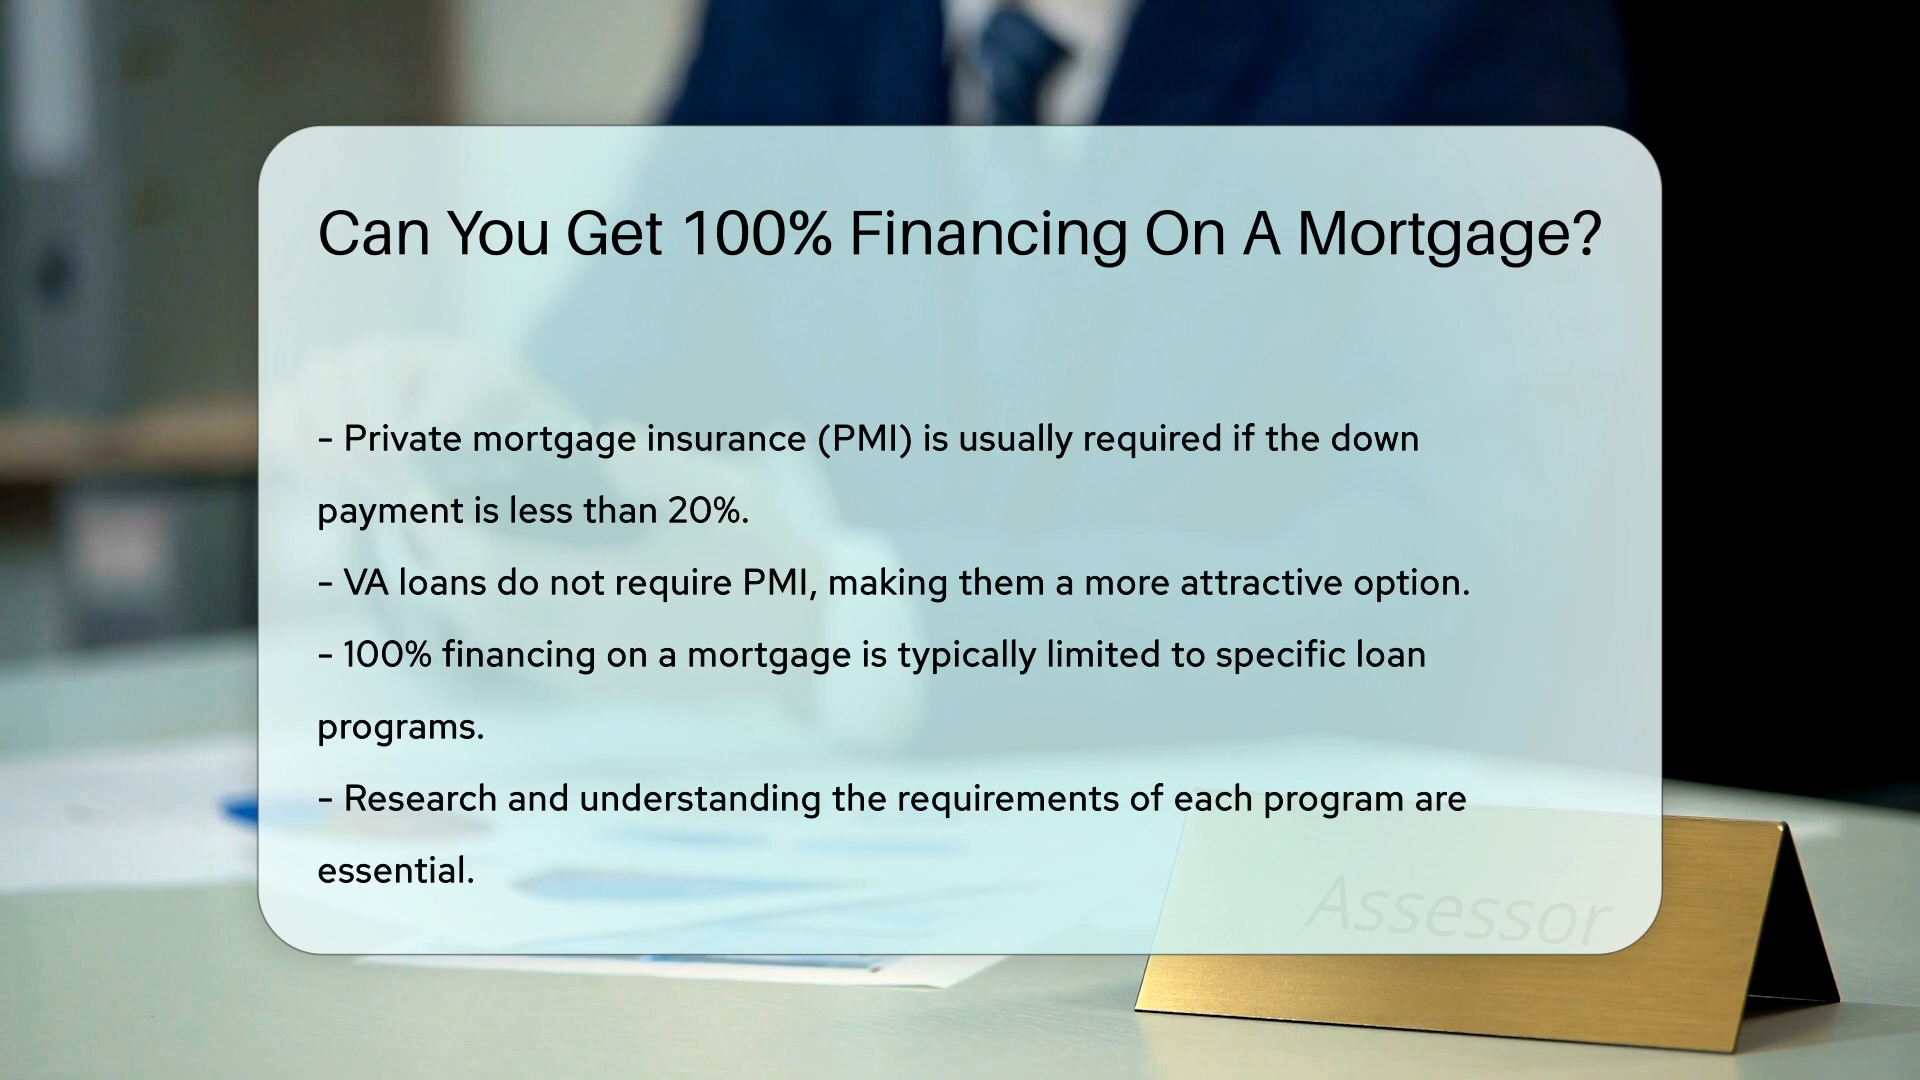 Can You Get 100% Financing On A Mortgage?
- Private mortgage insurance (PMI) is usually required if the down
payment is less than 20%.
- VA loans do not require PMI, making them a more attractive option.
- 100% financing on a mortgage is typically limited to specific loan
programs.
- Research and understanding the requirements of each program are
essential.
Assessor